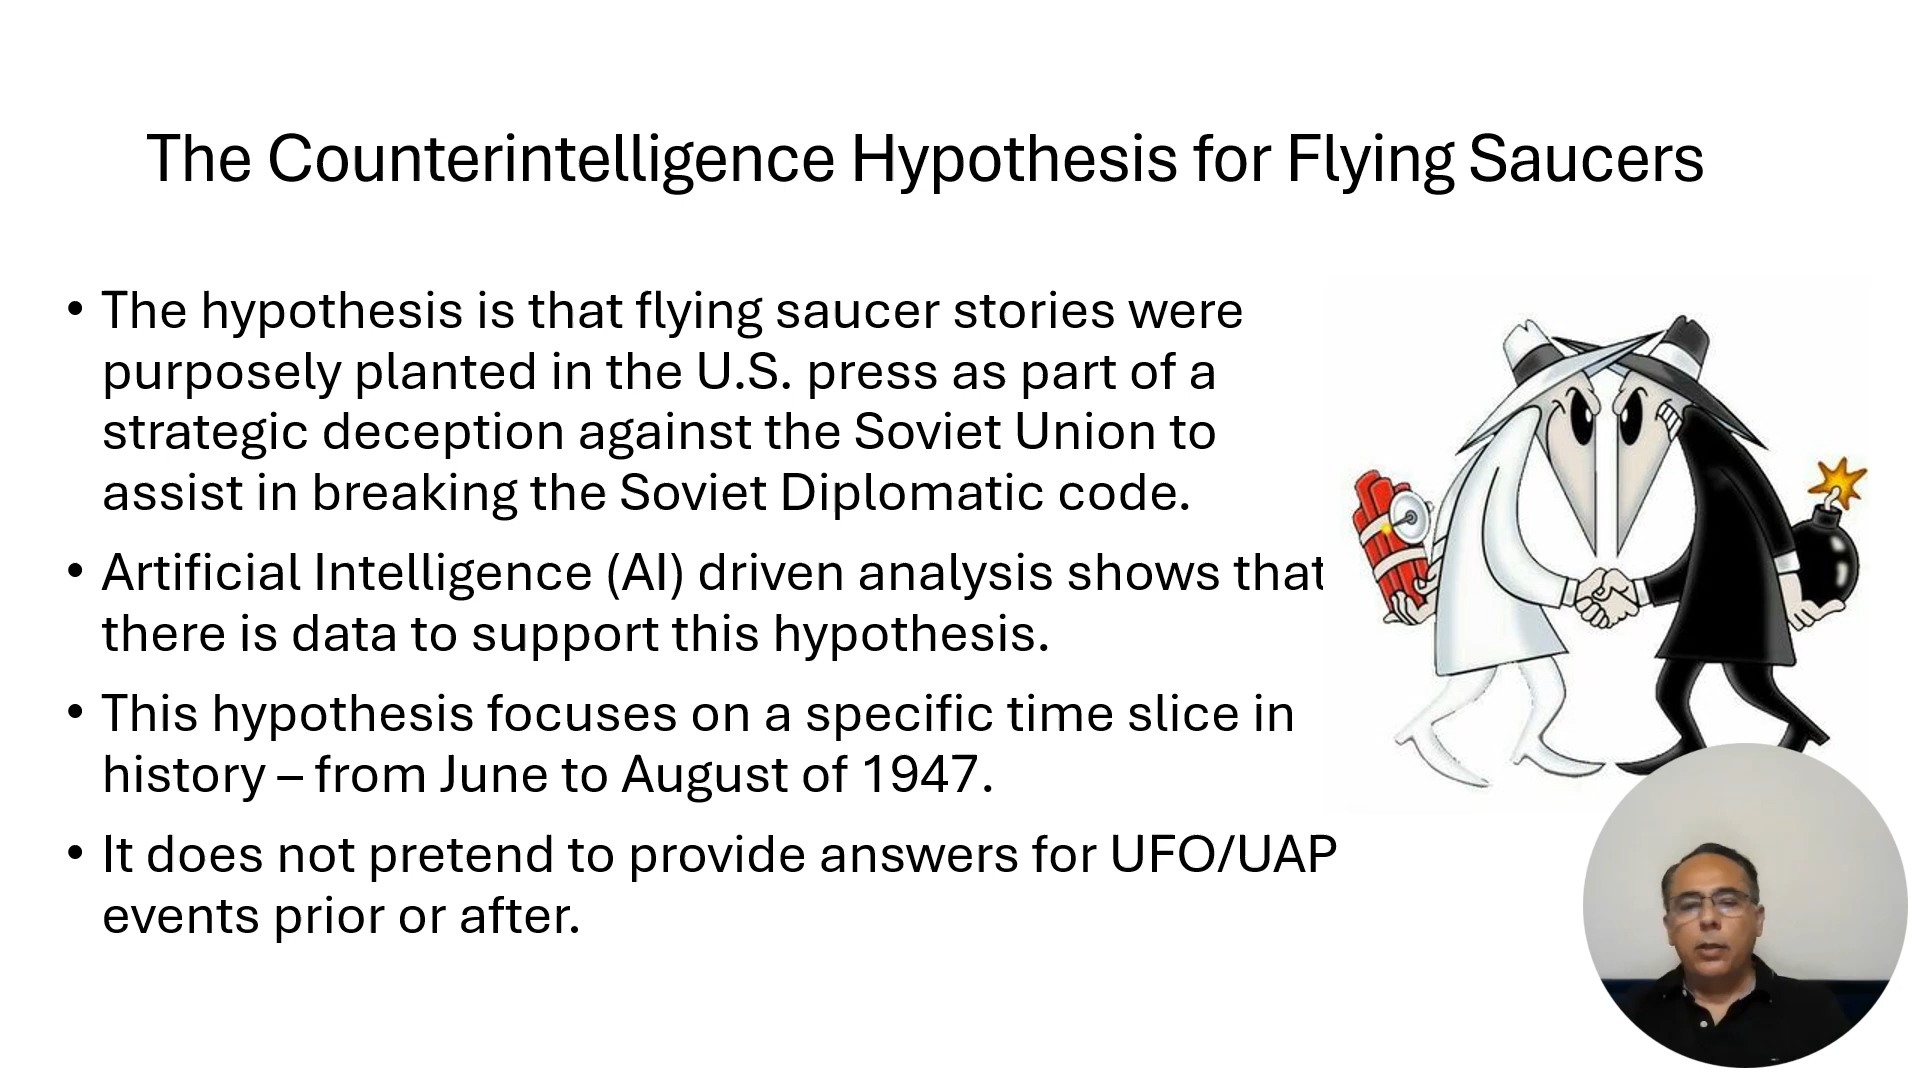 The Counterintelligence Hypothesis for Flying Saucers
• The hypothesis is that flying saucer stories were
purposely planted in the U.S. press as part of a
strategic deception against the Soviet Union to
assist in breaking the Soviet Diplomatic code.
• Artificial Intelligence (AI) driven analysis shows that
there is data to support this hypothesis.
• This hypothesis focuses on a specific time slice in
history – from June to August of 1947.
• It does not pretend to provide answers for UFO/UAP
events prior or after.